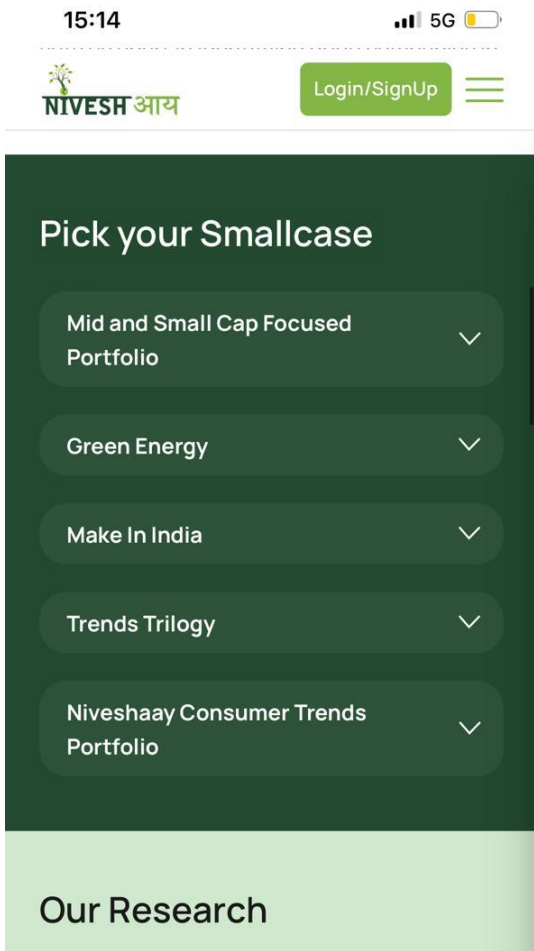 15:14
5G
NIVESH आय
Login/SignUp
Pick your Smallcase
Mid and Small Cap Focused
Portfolio
Green Energy
Make In India
Trends Trilogy
Niveshaay Consumer Trends
Portfolio
Our Research